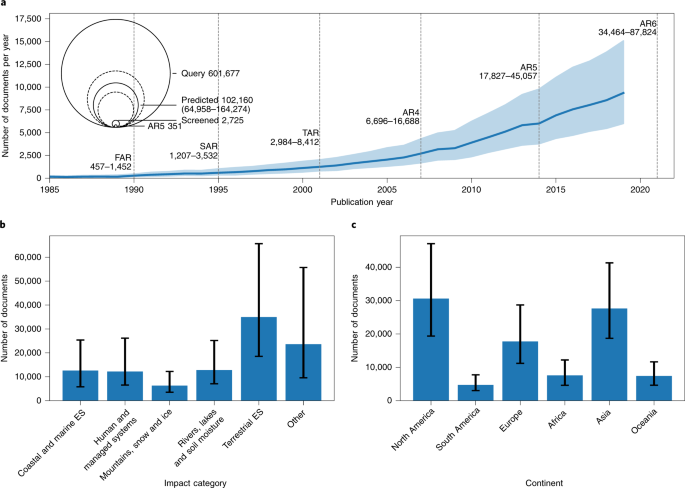 a
17,500
15,000
12,500
10,000
7,500
5,000
2,500
0
Number of documents per year
1985
1990
1995
2000
2005
2010
2015
2020
Publication year
Query 601,677
Predicted 102,160
(64,958–164,274)
Screened 2,725
AR5 351
FAR
457–1,452
SAR
1,207–3,532
TAR
2,984–8,412
AR4
6,696–16,688
AR5
17,827–45,057
AR6
34,464–87,824
b
60,000
50,000
40,000
30,000
20,000
10,000
0
Number of documents
Coastal and marine ES
Human and
managed systems
Mountains, snow and ice
Rivers, lakes
and soil moisture
Terrestrial ES
Other
Impact category
c
40,000
30,000
20,000
10,000
0
Number of documents
North America
South America
Europe
Africa
Asia
Oceania
Continent